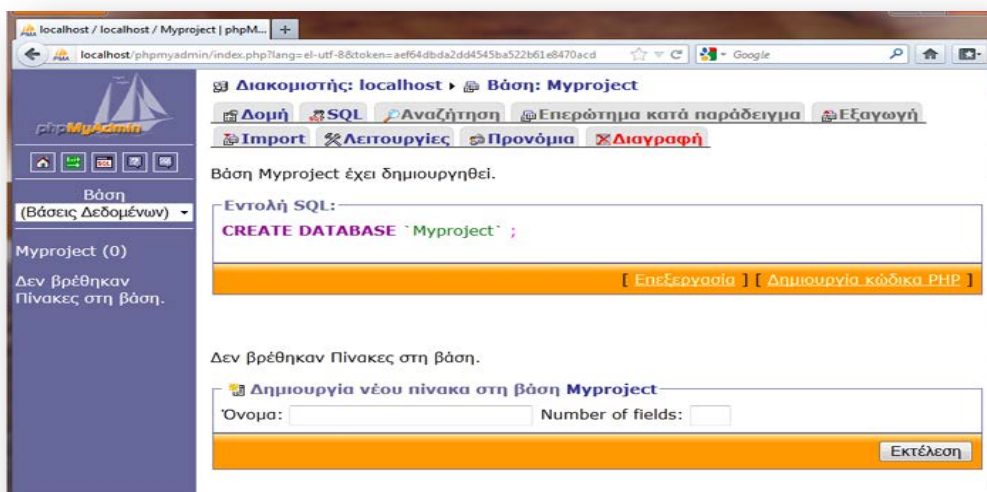 localhost / localhost / Myproject | phpM...
localhost/phpmyadmin/index.php?lang=el-utf-8&token=aef64dbda2dd4545ba522b61e8470acd
Google
phpMyAdmin
SQL
Βάση
(Βάσεις Δεδομένων)
Myproject (0)
Δεν βρέθηκαν
Πίνακες στη βάση.
Διακομιστής: localhost ▸ Βάση: Myproject
Δομή SQL Αναζήτηση Επερώτημα κατά παράδειγμα Εξαγωγή
Import Λειτουργίες Προνόμια Διαγραφή
Βάση Myproject έχει δημιουργηθεί.
Εντολή SQL:
CREATE DATABASE `Myproject` ;
[ Επεξεργασία ] [ Δημιουργία κώδικα PHP ]
Δεν βρέθηκαν Πίνακες στη βάση.
Δημιουργία νέου πίνακα στη βάση Myproject
Όνομα: Number of fields:
Εκτέλεση